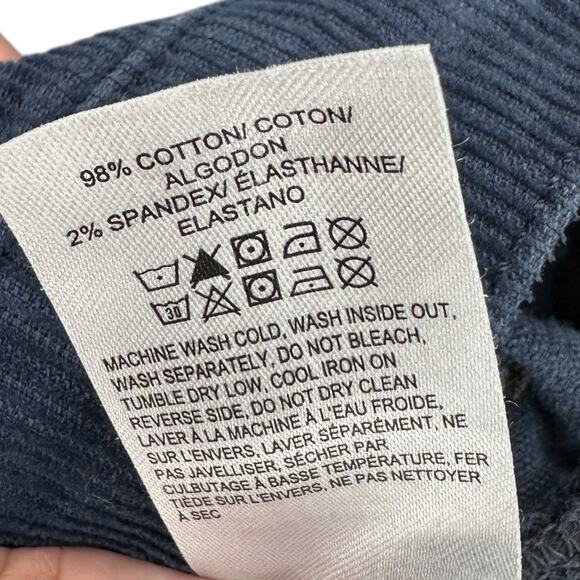 98% COTTON/ COTON/
ALGODON
2% SPANDEX/ ÉLASTHANNE/
ELASTANO
30
MACHINE WASH COLD, WASH INSIDE OUT,
WASH SEPARATELY, DO NOT BLEACH,
TUMBLE DRY LOW, COOL IRON ON
REVERSE SIDE, DO NOT DRY CLEAN
LAVER À LA MACHINE À L'EAU FROIDE,
SUR L'ENVERS, LAVER SÉPARÉMENT, NE
PAS JAVELLISER, SÉCHER PAR
CULBUTAGE À BASSE TEMPÉRATURE, FER
TIÈDE SUR L'ENVERS, NE PAS NETTOYER
À SEC